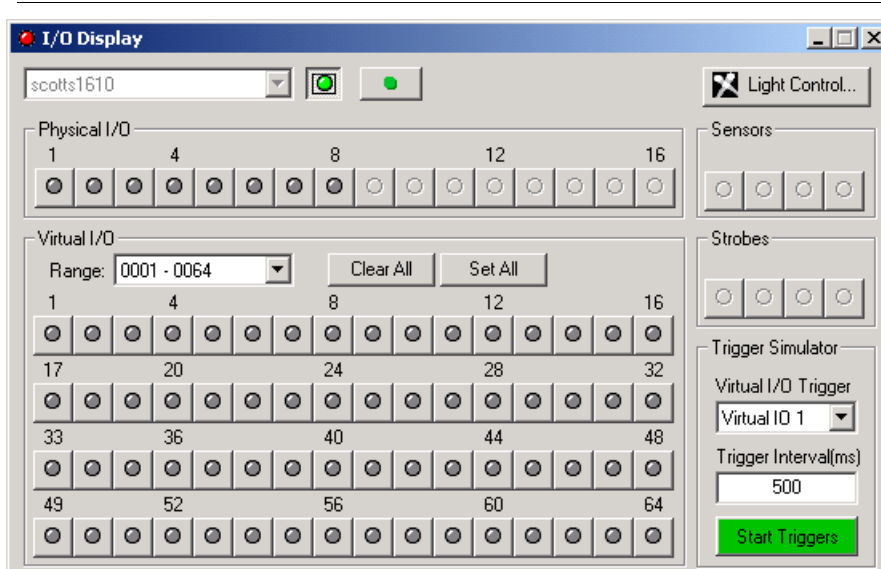 I/O Display
scotts1610
Light Control...
Physical I/O
1 4 8 12 16
Sensors
Virtual I/O
Range: 0001 - 0064 Clear All Set All
1 4 8 12 16
17 20 24 28 32
33 36 40 44 48
49 52 56 60 64
Strobes
Trigger Simulator
Virtual I/O Trigger
Virtual IO 1
Trigger Interval(ms)
500
Start Triggers